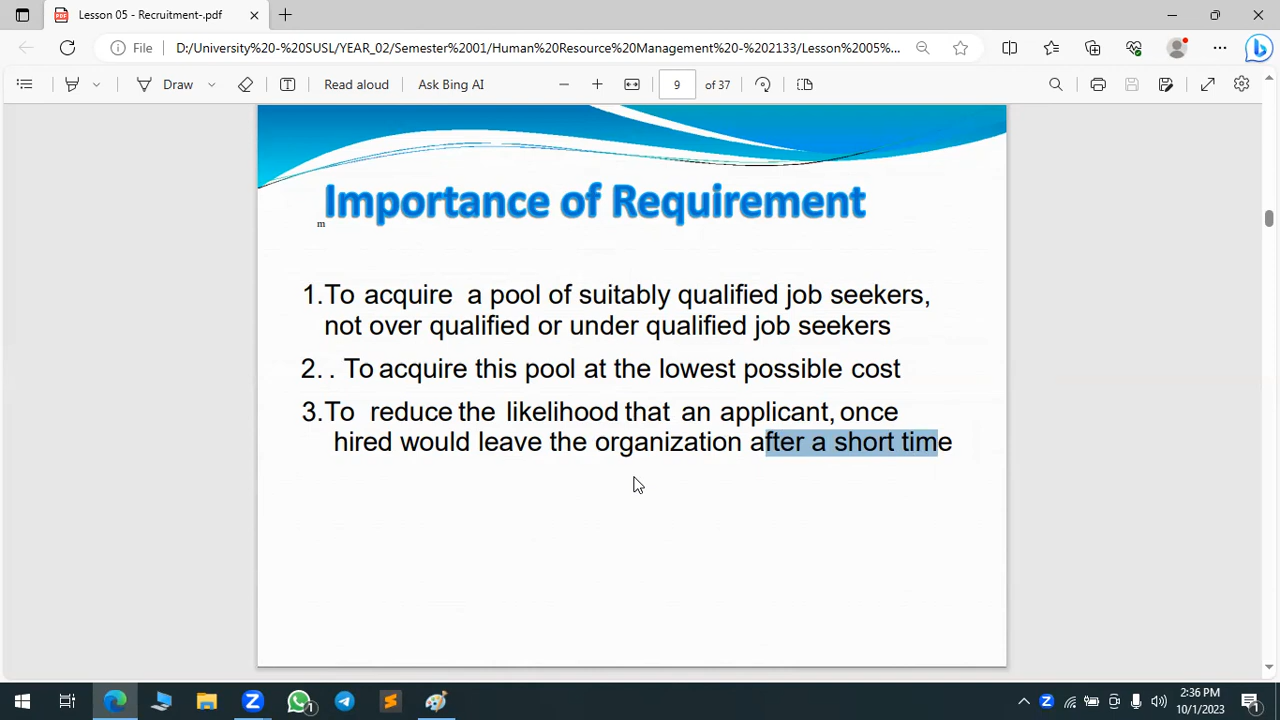 Lesson 05 - Recruitment-.pdf
File D:/University%20-%20SUSL/YEAR_02/Semester%2001/Human%20Resource%20Management%20-%202133/Lesson%2005%...
Draw Read aloud Ask Bing AI 9 of 37
Importance of Requirement
m
1.To acquire a pool of suitably qualified job seekers,
not over qualified or under qualified job seekers
2. . To acquire this pool at the lowest possible cost
3.To reduce the likelihood that an applicant, once
hired would leave the organization after a short time
1
2:36 PM
10/1/2023
1